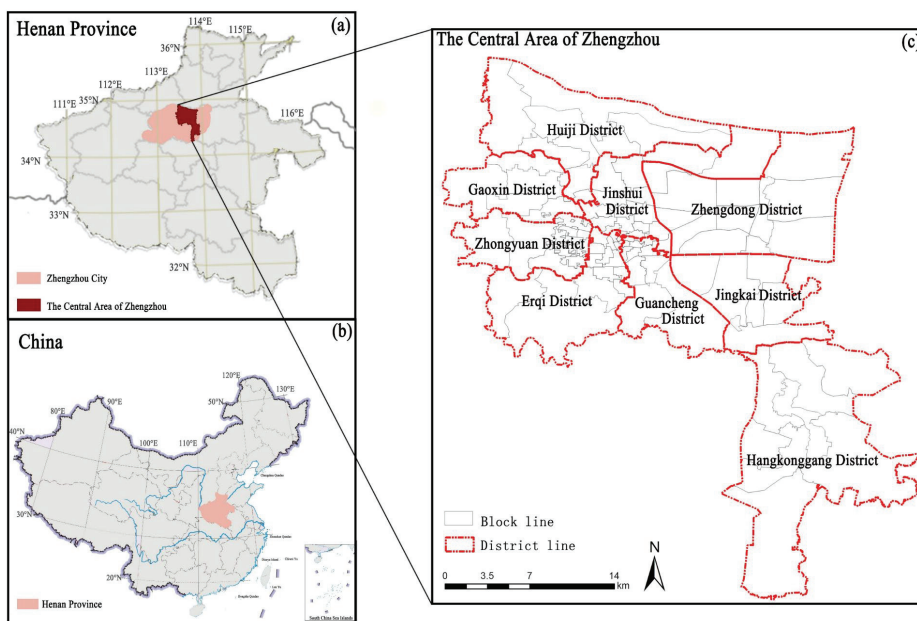 Henan Province
(a)
114°E
115°E
36°N
113°E
112°E
111°E
35°N
116°E
34°N
33°N
32°N
Zhengzhou City
The Central Area of Zhengzhou
China
(b)
120°E
130°E
50°N
90°E
80°E
40°N
100°E
110°E
30°N
20°N
Henan Province
South China Sea Islands
The Central Area of Zhengzhou
(c)
Huiji District
Gaoxin District
Jinshui
District
Zhengdong District
Zhongyuan District
Erqi District
Guancheng
District
Jingkai District
Hangkonggang District
Block line
District line
N
0 3.5 7 14
km